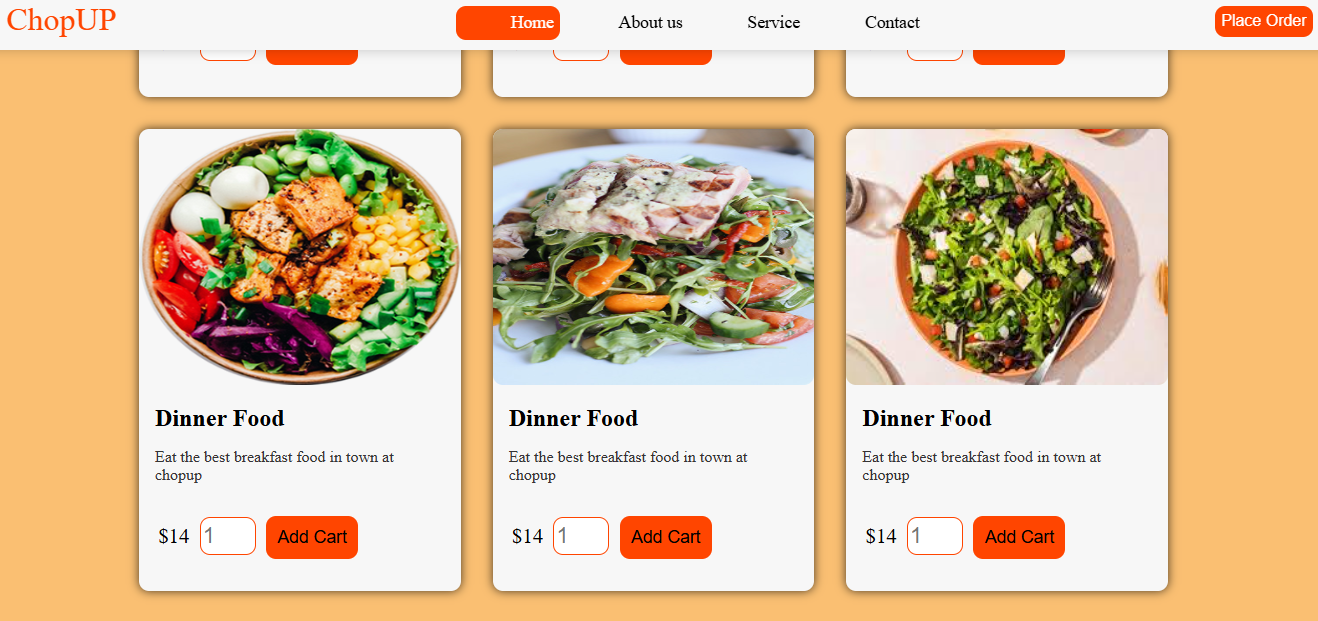 ChopUP
Home
About us
Service
Contact
Place Order
Dinner Food
Eat the best breakfast food in town at
chopup
$14
1
Add Cart
Dinner Food
Eat the best breakfast food in town at
chopup
$14
1
Add Cart
Dinner Food
Eat the best breakfast food in town at
chopup
$14
1
Add Cart